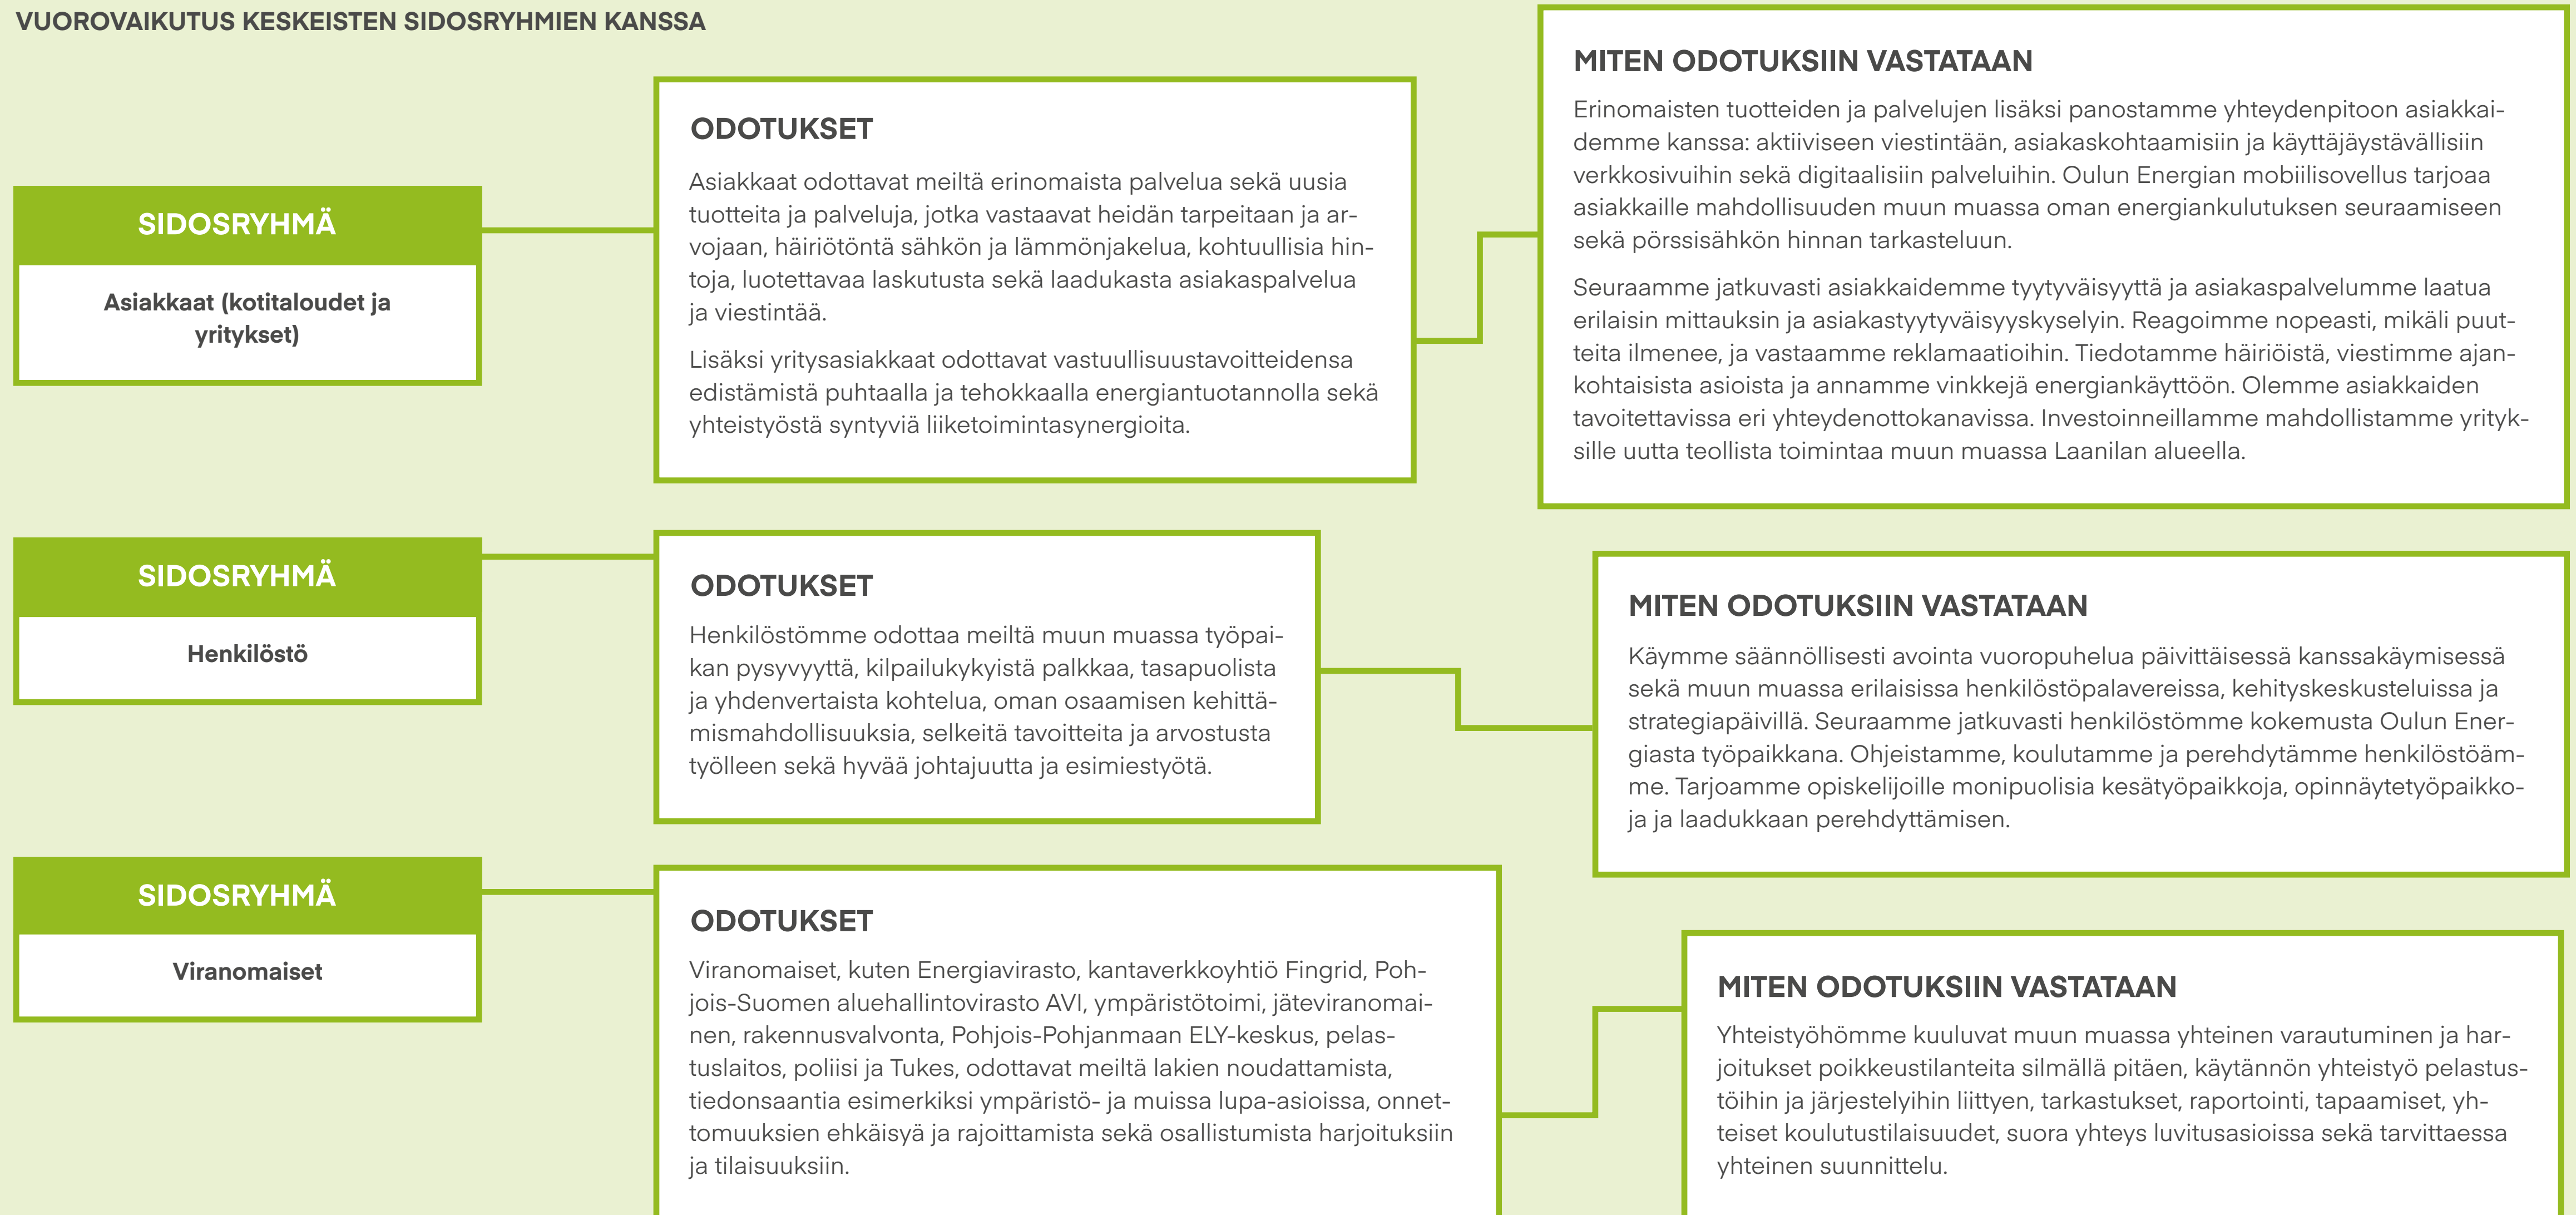 VUOROVAIKUTUS KESKEISTEN SIDOSRYHMIEN KANSSA
SIDOSRYHMÄ
Asiakkaat (kotitaloudet ja
yritykset)
ODOTUKSET
Asiakkaat odottavat meiltä erinomaista palvelua sekä uusia
tuotteita ja palveluja, jotka vastaavat heidän tarpeitaan ja ar-
vojaan, häiriötöntä sähkön ja lämmönjakelua, kohtuullisia hin-
toja, luotettavaa laskutusta sekä laadukasta asiakaspalvelua
ja viestintää.
Lisäksi yritysasiakkaat odottavat vastuullisuustavoitteidensa
edistämistä puhtaalla ja tehokkaalla energiantuotannolla sekä
yhteistyöstä syntyviä liiketoimintasynergioita.
MITEN ODOTUKSIIN VASTATAAN
Erinomaisten tuotteiden ja palvelujen lisäksi panostamme yhteydenpitoon asiakkai-
demme kanssa: aktiiviseen viestintään, asiakaskohtaamisiin ja käyttäjäystävällisiin
verkkosivuihin sekä digitaalisiin palveluihin. Oulun Energian mobiilisovellus tarjoaa
asiakkaille mahdollisuuden muun muassa oman energiankulutuksen seuraamiseen
sekä pörssisähkön hinnan tarkasteluun.
Seuraamme jatkuvasti asiakkaidemme tyytyväisyyttä ja asiakaspalvelumme laatua
erilaisin mittauksin ja asiakastyytyväisyyskyselyin. Reagoimme nopeasti, mikäli puut-
teita ilmenee, ja vastaamme reklamaatioihin. Tiedotamme häiriöistä, viestimme ajan-
kohtaisista asioista ja annamme vinkkejä energiankäyttöön. Olemme asiakkaiden
tavoitettavissa eri yhteydenottokanavissa. Investoinneillamme mahdollistamme yrityk-
sille uutta teollista toimintaa muun muassa Laanilan alueella.
SIDOSRYHMÄ
Henkilöstö
ODOTUKSET
Henkilöstömme odottaa meiltä muun muassa työpai-
kan pysyvyyttä, kilpailukykyistä palkkaa, tasapuolista
ja yhdenvertaista kohtelua, oman osaamisen kehittä-
mismahdollisuuksia, selkeitä tavoitteita ja arvostusta
työlleen sekä hyvää johtajuutta ja esimiestyötä.
MITEN ODOTUKSIIN VASTATAAN
Käymme säännöllisesti avointa vuoropuhelua päivittäisessä kanssakäymisessä
sekä muun muassa erilaisissa henkilöstöpalavereissa, kehityskeskusteluissa ja
strategiapäivillä. Seuraamme jatkuvasti henkilöstömme kokemusta Oulun Ener-
giasta työpaikkana. Ohjeistamme, koulutamme ja perehdytämme henkilöstöäm-
me. Tarjoamme opiskelijoille monipuolisia kesätyöpaikkoja, opinnäytetyöpaikko-
ja ja laadukkaan perehdyttämisen.
SIDOSRYHMÄ
Viranomaiset
ODOTUKSET
Viranomaiset, kuten Energiavirasto, kantaverkkoyhtiö Fingrid, Poh-
jois-Suomen aluehallintovirasto AVI, ympäristötoimi, jäteviranomai-
nen, rakennusvalvonta, Pohjois-Pohjanmaan ELY-keskus, pelas-
tuslaitos, poliisi ja Tukes, odottavat meiltä lakien noudattamista,
tiedonsaantia esimerkiksi ympäristö- ja muissa lupa-asioissa, onnet-
tomuuksien ehkäisyä ja rajoittamista sekä osallistumista harjoituksiin
ja tilaisuuksiin.
MITEN ODOTUKSIIN VASTATAAN
Yhteistyöhömme kuuluvat muun muassa yhteinen varautuminen ja har-
joitukset poikkeustilanteita silmällä pitäen, käytännön yhteistyö pelastus-
töihin ja järjestelyihin liittyen, tarkastukset, raportointi, tapaamiset, yh-
teiset koulutustilaisuudet, suora yhteys luvitusasioissa sekä tarvittaessa
yhteinen suunnittelu.